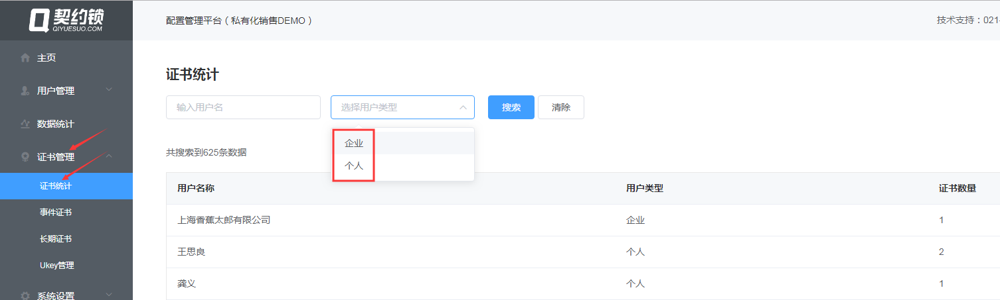 契约锁
QIYUESUO.COM
配置管理平台（私有化销售DEMO）
技术支持：021-
主页
用户管理
数据统计
证书管理
证书统计
事件证书
长期证书
Ukey管理
系统设置
证书统计
输入用户名
选择用户类型
搜索
清除
企业
个人
共搜索到625条数据
用户名称 用户类型 证书数量
上海香蕉太郎有限公司 企业 1
王思良 个人 2
龚义 个人 1